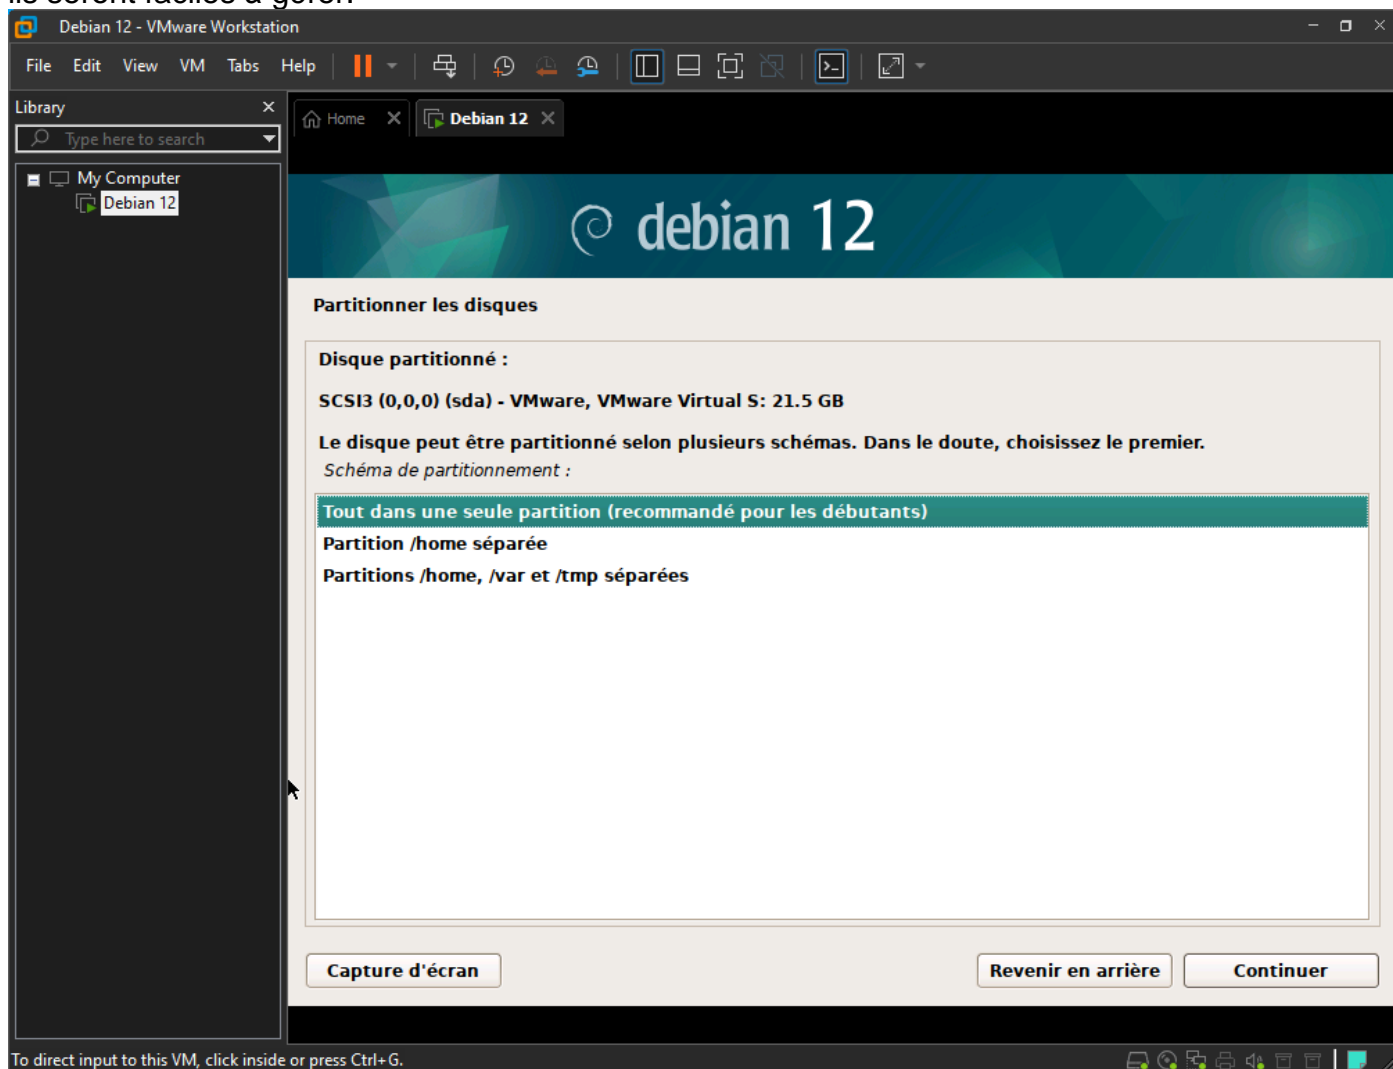 ils seront faciles à gérer.
Debian 12 - VMware Workstation
File Edit View VM Tabs Help
Library
Type here to search
Home
Debian 12
My Computer
Debian 12
debian 12
Partitionner les disques
Disque partitionné :
SCSI3 (0,0,0) (sda) - VMware, VMware Virtual S: 21.5 GB
Le disque peut être partitionné selon plusieurs schémas. Dans le doute, choisissez le premier.
Schéma de partitionnement :
Tout dans une seule partition (recommandé pour les débutants)
Partition /home séparée
Partitions /home, /var et /tmp séparées
Capture d'écran
Revenir en arrière
Continuer
To direct input to this VM, click inside or press Ctrl+G.